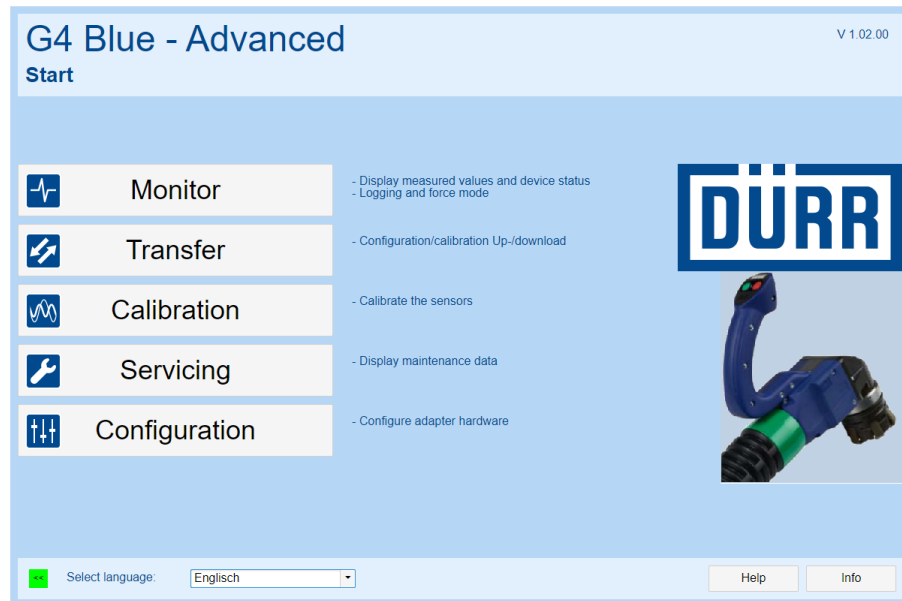 G4 Blue - Advanced
V 1.02.00
Start
Monitor
- Display measured values and device status
- Logging and force mode
DÜRR
Transfer
- Configuration/calibration Up-/download
Calibration
- Calibrate the sensors
Servicing
- Display maintenance data
Configuration
- Configure adapter hardware
<<
Select language:
Englisch
Help
Info